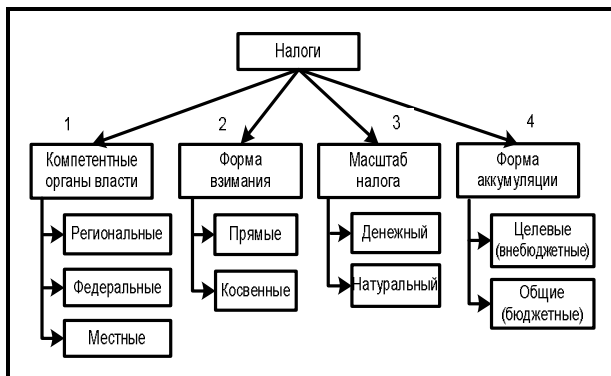 Налоги
1
2
3
4
Компетентные
органы власти
Форма
взимания
Масштаб
налога
Форма
аккумуляции
Региональные
Федеральные
Местные
Прямые
Косвенные
Денежный
Натуральный
Целевые
(внебюджетные)
Общие
(бюджетные)